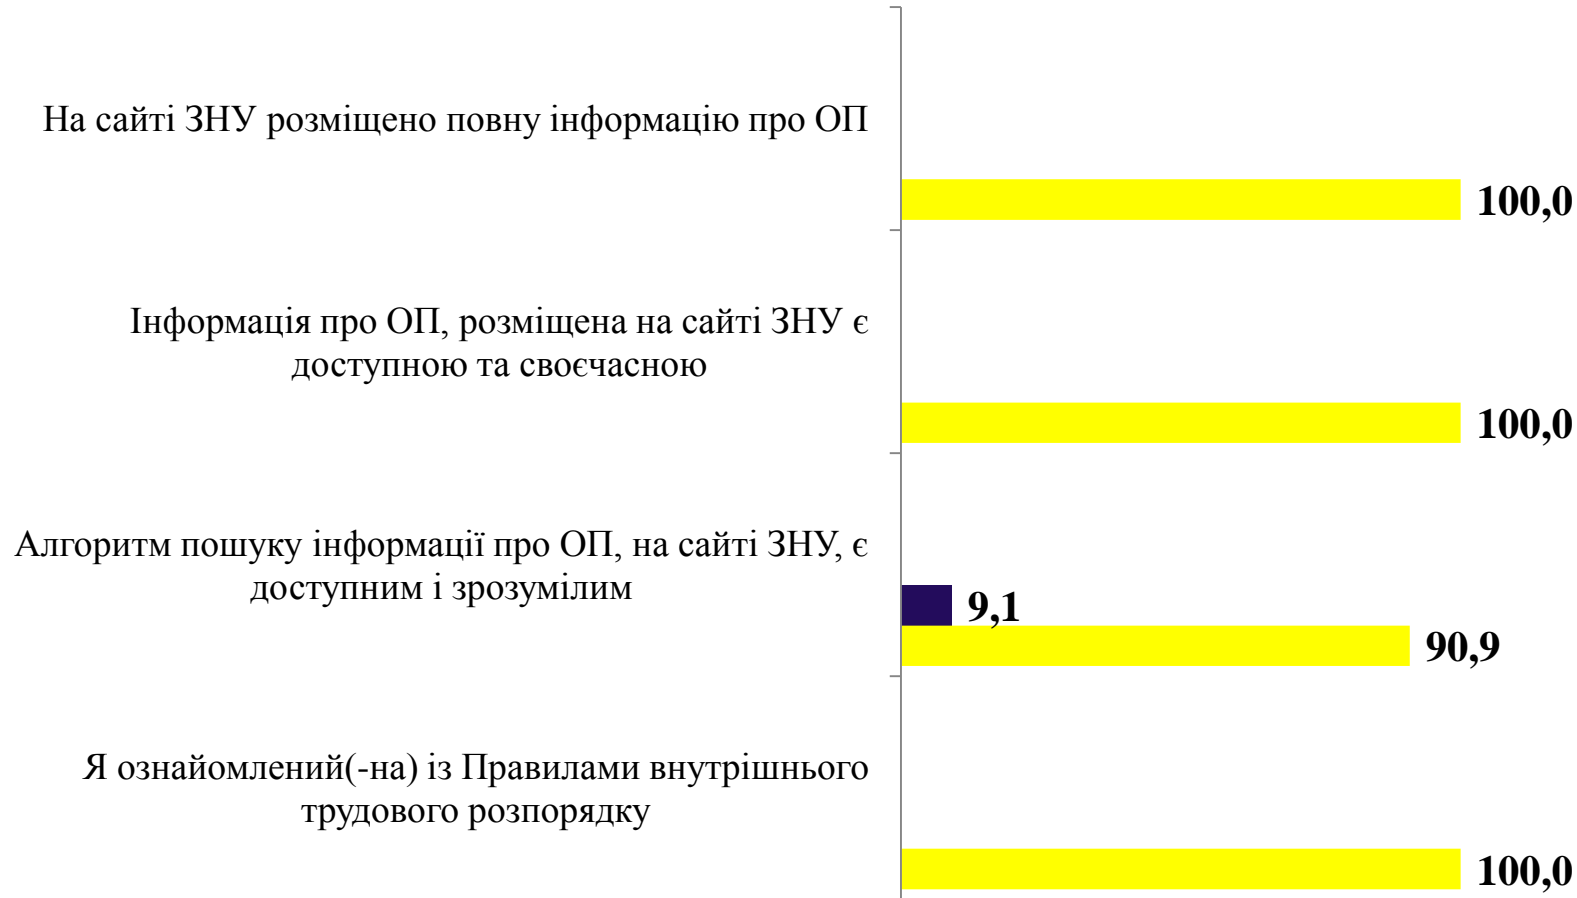 На сайті ЗНУ розміщено повну інформацію про ОП
100,0
Інформація про ОП, розміщена на сайті ЗНУ є
доступною та своєчасною
100,0
Алгоритм пошуку інформації про ОП, на сайті ЗНУ, є
доступним і зрозумілим
9,1
90,9
Я ознайомлений(-на) із Правилами внутрішнього
трудового розпорядку
100,0